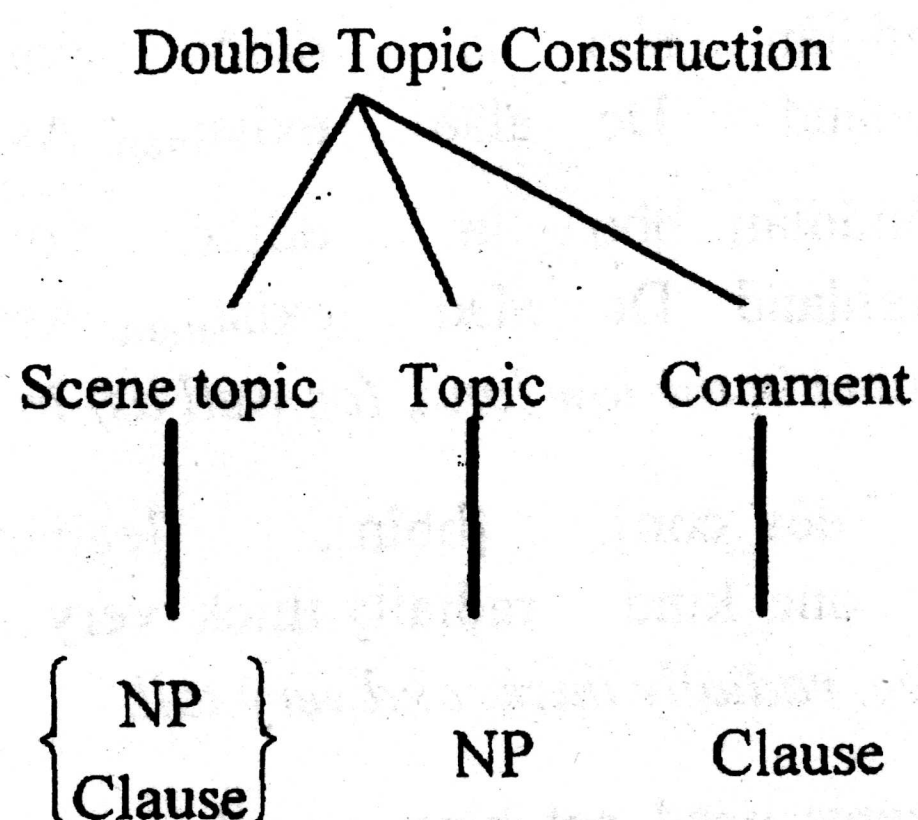 Double Topic Construction
Scene topic Topic Comment
NP
Clause
NP Clause